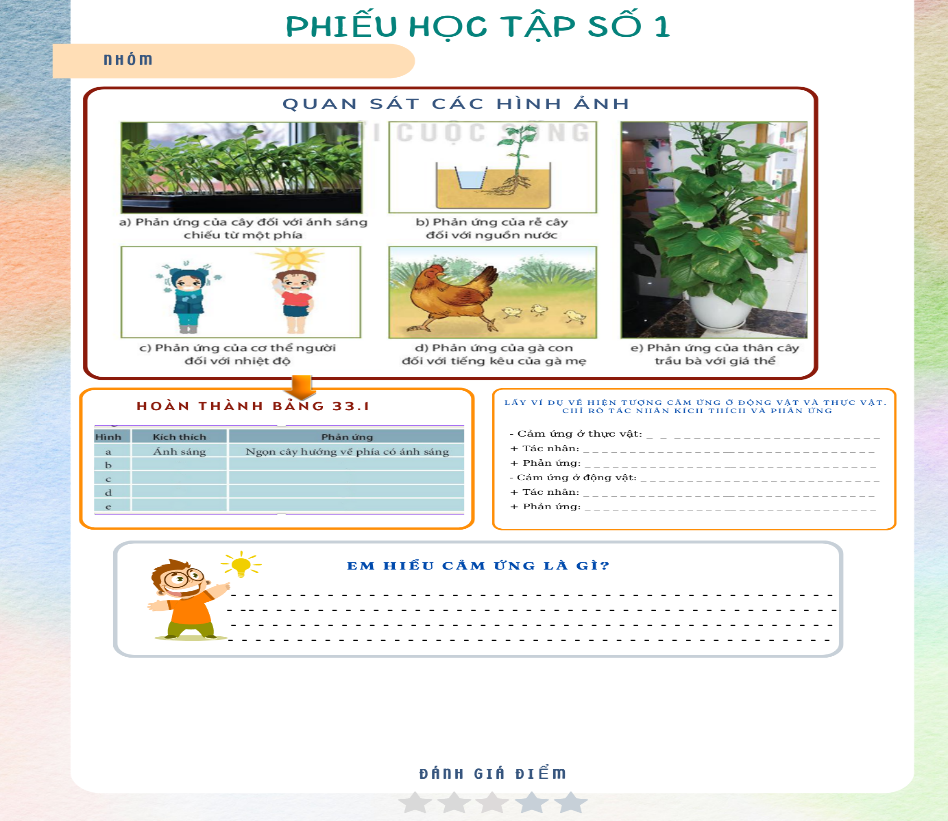 PHIẾU HỌC TẬP SỐ 1
NHÓM
QUAN SÁT CÁC HÌNH ẢNH
I CUỘC SỐNG
a) Phản ứng của cây đối với ánh sáng
chiếu từ một phía
b) Phản ứng của rễ cây
đối với nguồn nước
c) Phản ứng của cơ thể người
đối với nhiệt độ
d) Phản ứng của gà con
đối với tiếng kêu của gà mẹ
e) Phản ứng của thân cây
trầu bà với giá thể
HOÀN THÀNH BẢNG 33.1
Hình Kích thích Phản ứng
a Ánh sáng Ngọn cây hướng về phía có ánh sáng
b
c
d
e
LẤY VÍ DỤ VỀ HIỆN TƯỢNG CẢM ỨNG Ở ĐỘNG VẬT VÀ THỰC VẬT.
CHỈ RÕ TÁC NHÂN KÍCH THÍCH VÀ PHẢN ỨNG
- Cảm ứng ở thực vật:
+ Tác nhân:
+ Phản ứng:
- Cảm ứng ở động vật:
+ Tác nhân:
+ Phản ứng:
EM HIỂU CẢM ỨNG LÀ GÌ?
ĐÁNH GIÁ ĐIỂM